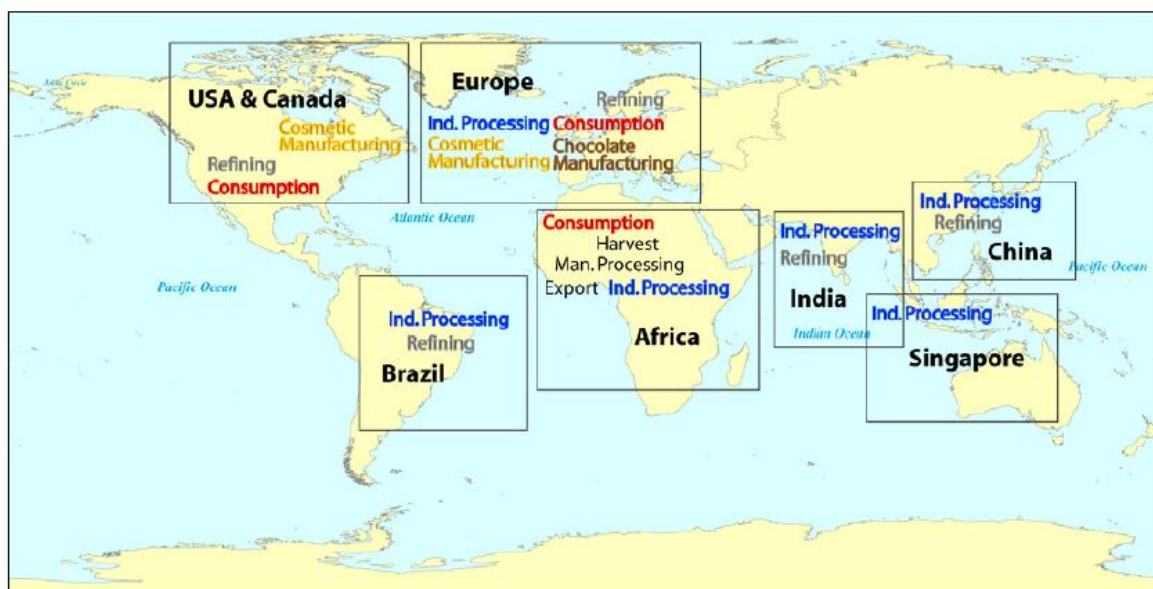 Arctic Circle
USA & Canada
Cosmetic
Manufacturing
Refining
Consumption
Europe
Refining
Ind. Processing
Consumption
Cosmetic
Manufacturing
Chocolate
Manufacturing
Atlantic Ocean
Pacific Ocean
Consumption
Harvest
Man. Processing
Export
Ind. Processing
Africa
Ind. Processing
Refining
Brazil
Ind. Processing
Refining
India
Indian Ocean
Ind. Processing
Refining
China
Pacific Ocean
Ind. Processing
Singapore